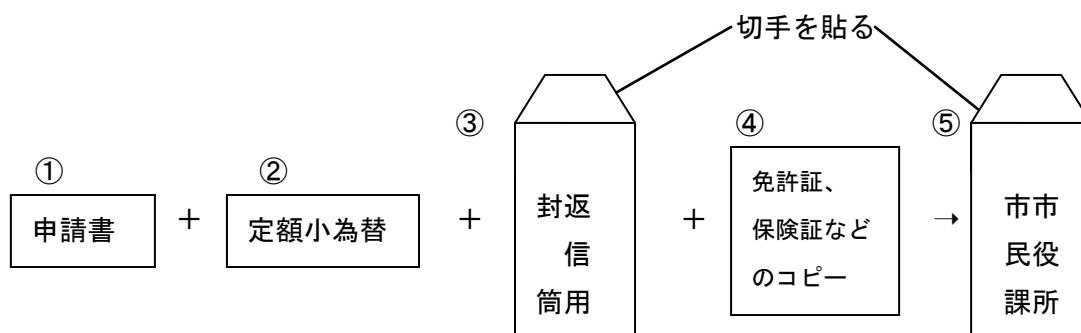 切手を貼る
①
申請書
＋
②
定額小為替
＋
③
返信用
封筒
＋
④
免許証、
保険証など
のコピー
→
⑤
市役所
市民課